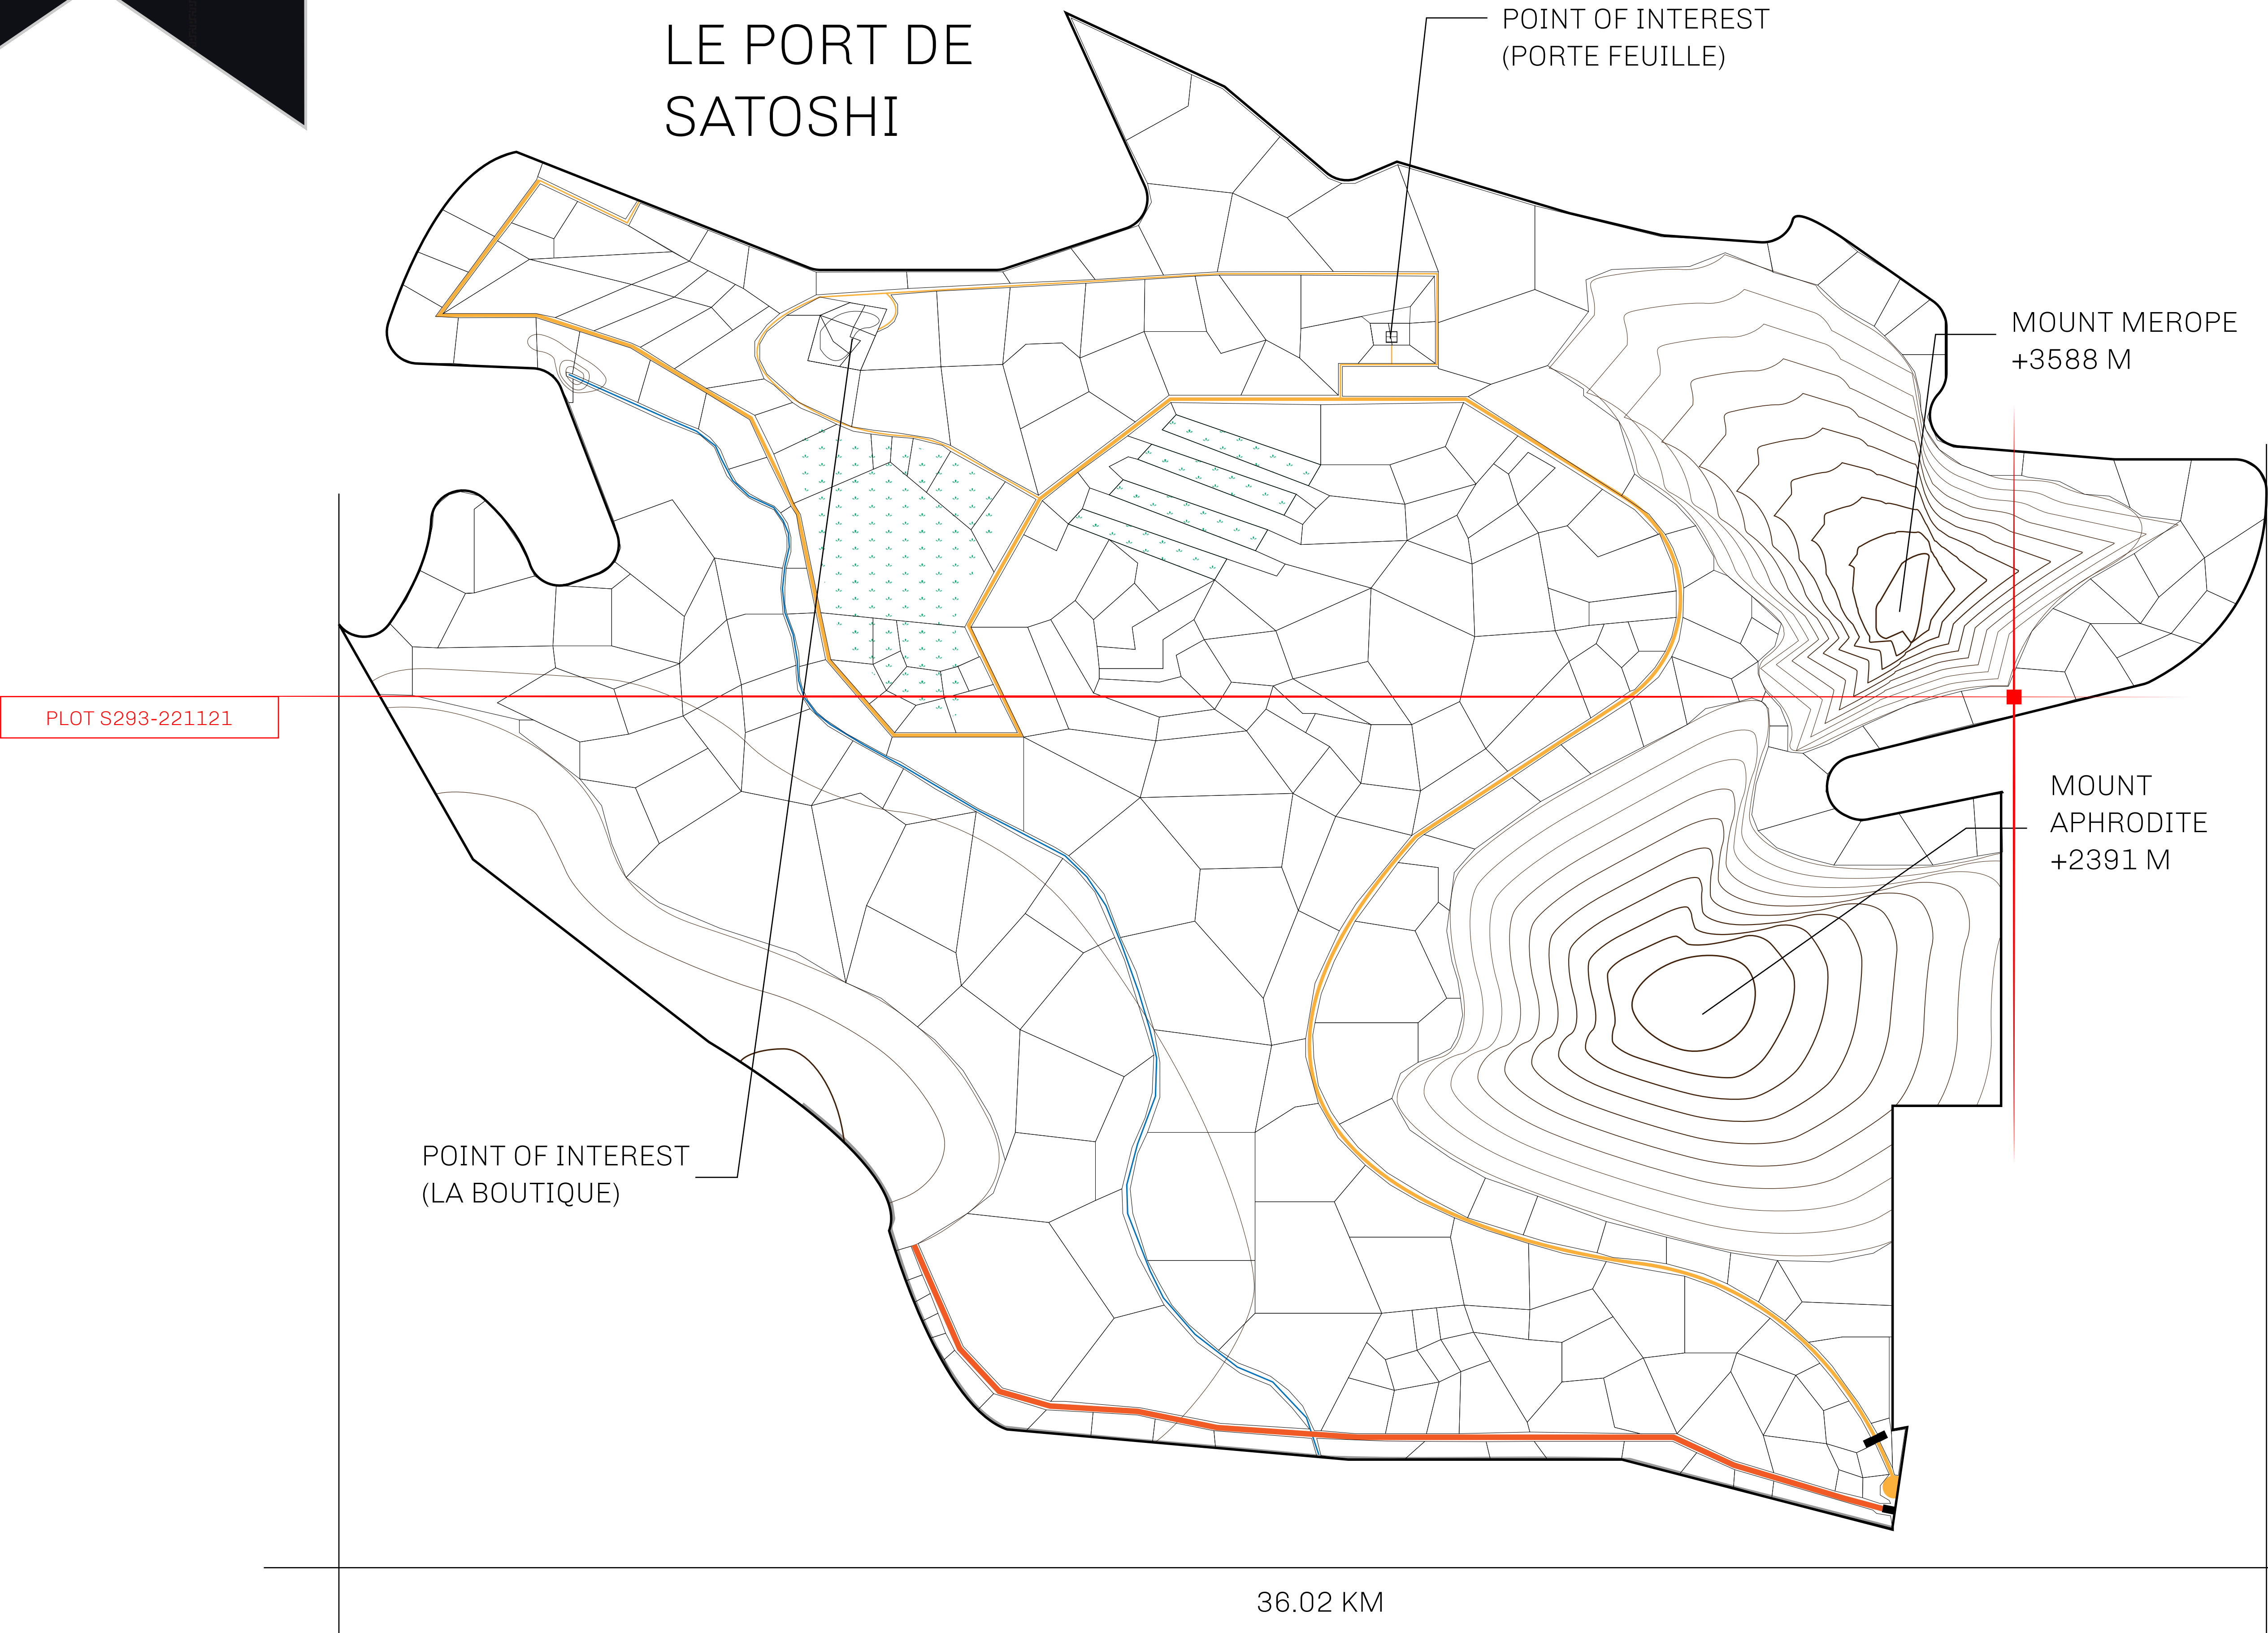 LE PORT DE
SATOSHI
POINT OF INTEREST
(PORTE FEUILLE)
MOUNT MEROPE
+3588 M
PLOT S293-221121
MOUNT
APHRODITE
+2391 M
POINT OF INTEREST
(LA BOUTIQUE)
36.02 KM